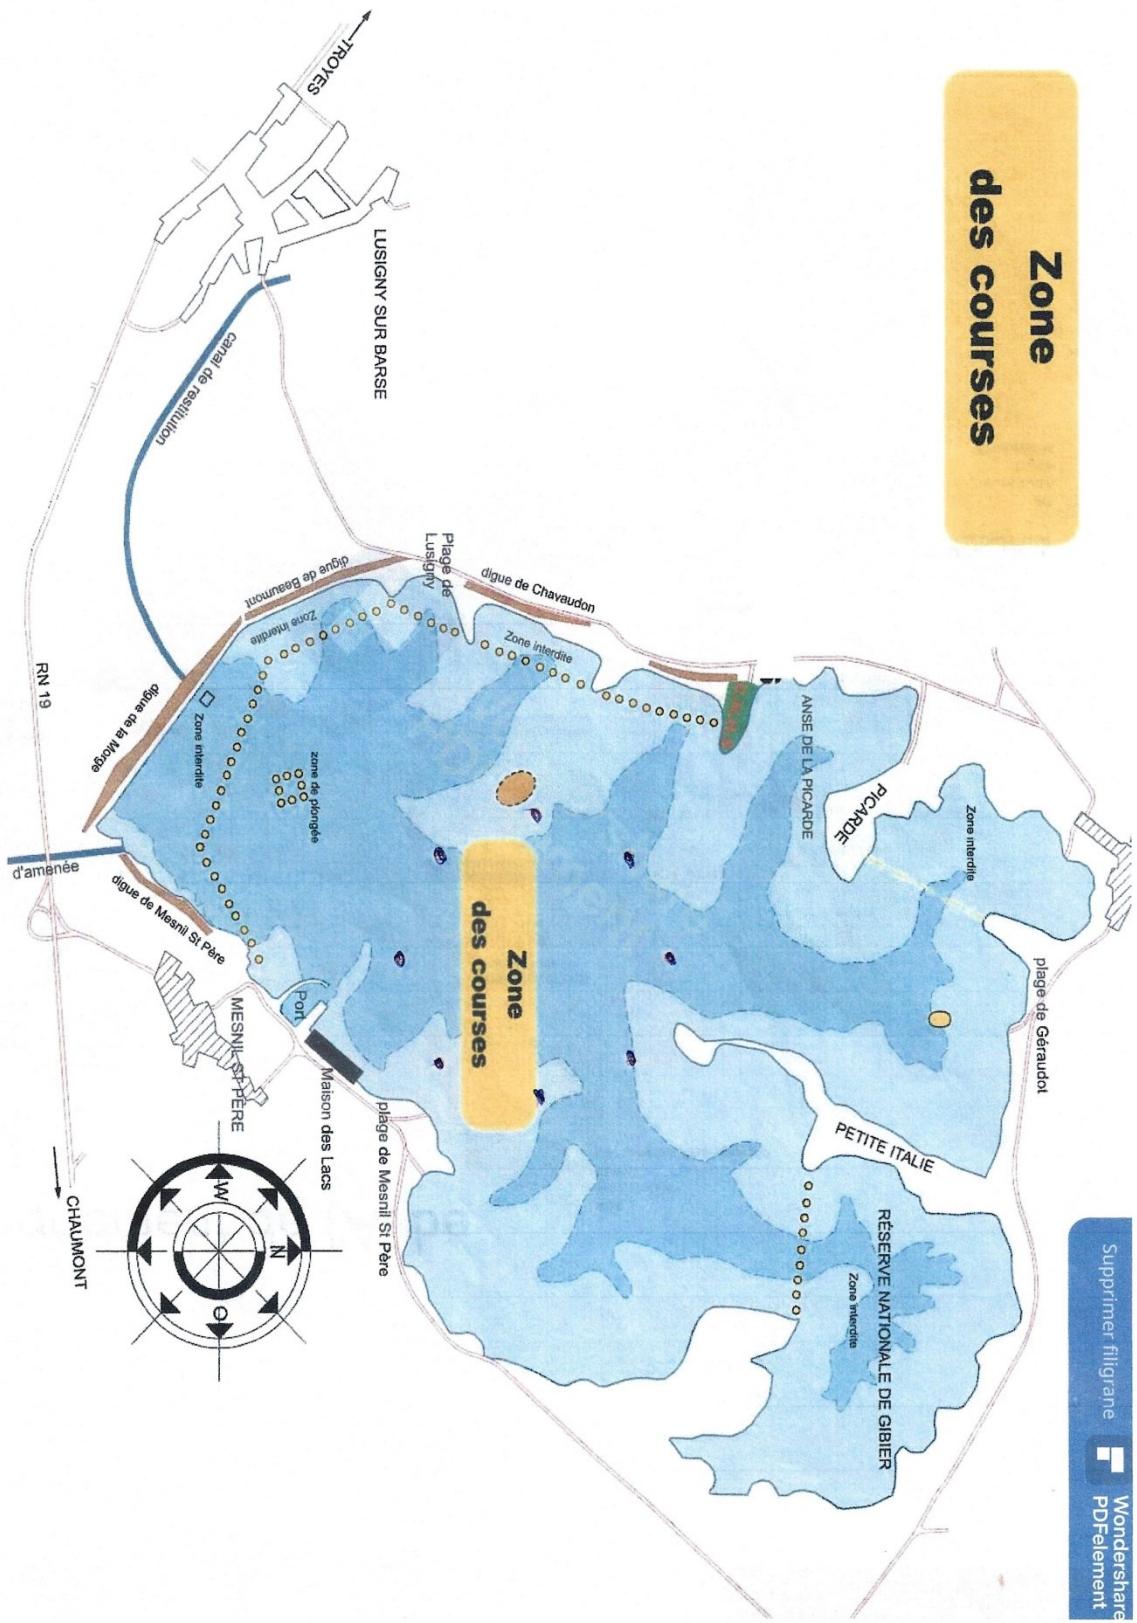 Zone
des courses
TROYES
LUSIGNY SUR BARSE
canal de restitution
RN 19
digue de Beaumont
Plage de
Lusigny
digue de Chavaudon
Zone interdite
Zone interdite
digue de la Morge
Zone interdite
zone de plongée
ANSE DE LA PICARDE
PICARDE
Zone interdite
plage de Géraudot
d'amenée
digue de Mesnil St Père
Port
MESNIL ST PÈRE
Maison des Lacs
plage de Mesnil St Père
Zone
des courses
PETITE ITALIE
RÉSERVE NATIONALE DE GIBIER
Zone interdite
CHAUMONT
N
W
O
Supprimer filigrane
Wondershare
PDFelement